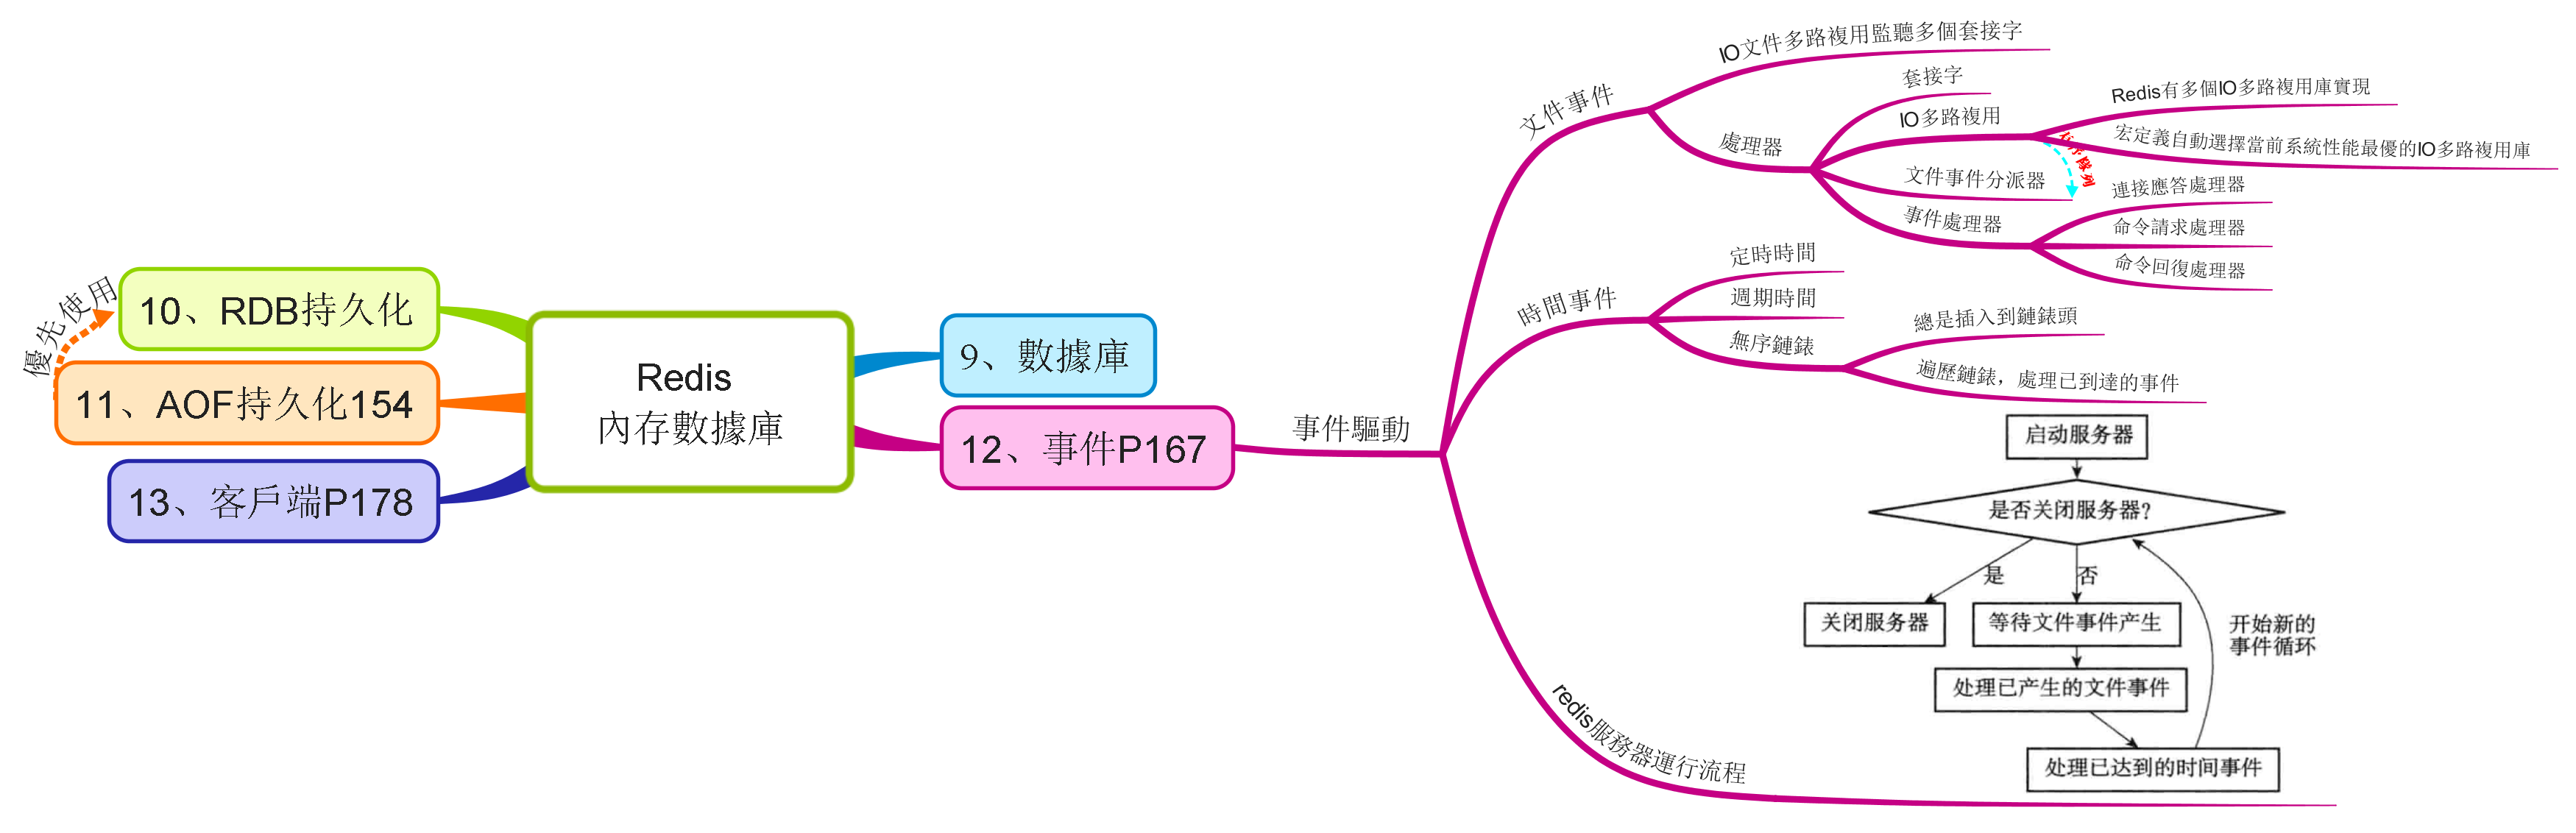 Redis
內存數據庫
優先使用
10、RDB持久化
11、AOF持久化154
13、客戶端P178
9、數據庫
12、事件P167
事件驅動
文件事件
IO文件多路複用監聽多個套接字
處理器
套接字
IO多路複用
Redis有多個IO多路複用庫實現
宏定義自動選擇當前系統性能最優的IO多路複用庫
文件事件分派器
事件處理器
連接應答處理器
命令請求處理器
命令回復處理器
時間事件
定時時間
週期時間
無序鏈錶
總是插入到鏈錶頭
遍歷鏈錶，處理已到達的事件
redis服務器運行流程
启动服务器
是否关闭服务器？
是
否
关闭服务器
等待文件事件产生
开始新的
事件循环
处理已产生的文件事件
处理已达到的时间事件